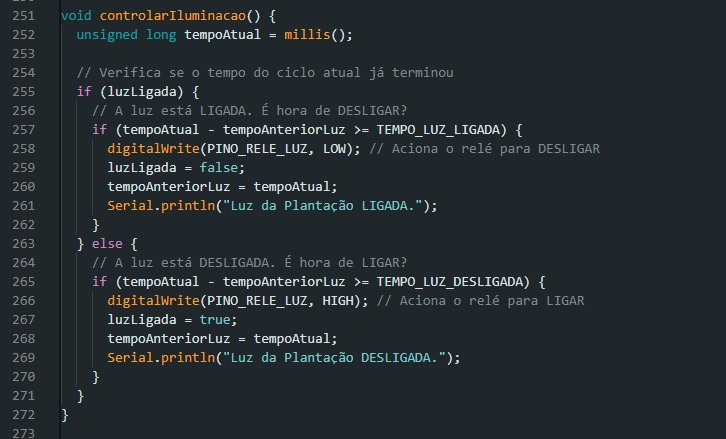 251 void controlarIluminacao() {
252   unsigned long tempoAtual = millis();
253
254   // Verifica se o tempo do ciclo atual já terminou
255   if (luzLigada) {
256     // A luz está LIGADA. É hora de DESLIGAR?
257     if (tempoAtual - tempoAnteriorLuz >= TEMPO_LUZ_LIGADA) {
258       digitalWrite(PINO_RELE_LUZ, LOW); // Aciona o relé para DESLIGAR
259       luzLigada = false;
260       tempoAnteriorLuz = tempoAtual;
261       Serial.println("Luz da Plantação LIGADA.");
262     }
263   } else {
264     // A luz está DESLIGADA. É hora de LIGAR?
265     if (tempoAtual - tempoAnteriorLuz >= TEMPO_LUZ_DESLIGADA) {
266       digitalWrite(PINO_RELE_LUZ, HIGH); // Aciona o relé para LIGAR
267       luzLigada = true;
268       tempoAnteriorLuz = tempoAtual;
269       Serial.println("Luz da Plantação DESLIGADA.");
270     }
271   }
272 }
273